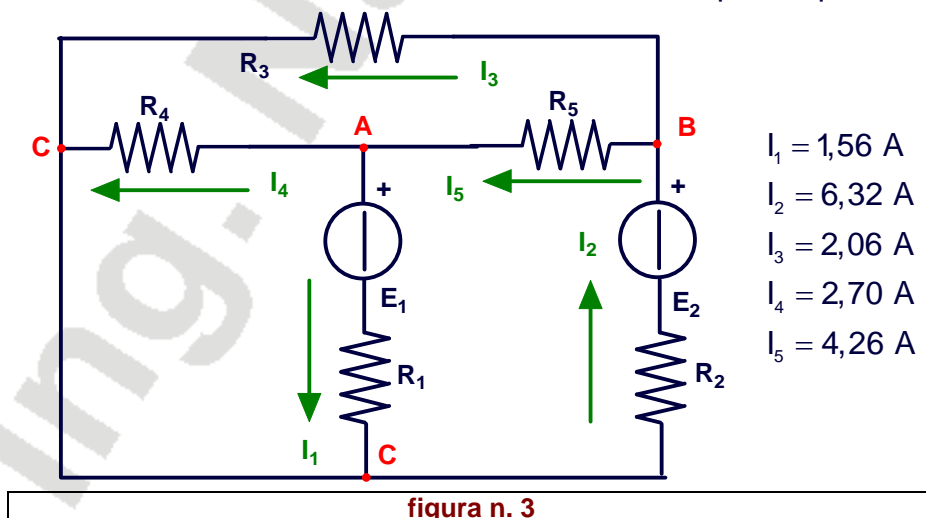 R3
I3
R4
A
R5
B
C
I4
+
I5
+
I2
E1
E2
R1
R2
I1
C
I1 = 1,56 A
I2 = 6,32 A
I3 = 2,06 A
I4 = 2,70 A
I5 = 4,26 A
figura n. 3